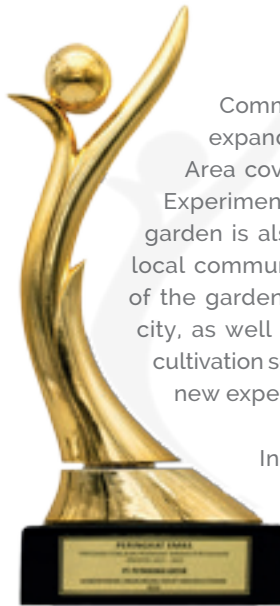 Comm
expand
Area cov
Experiment
garden is als
local commun
of the garden
city, as well
cultivation s
new expe
In
PERINGKAT EMAS